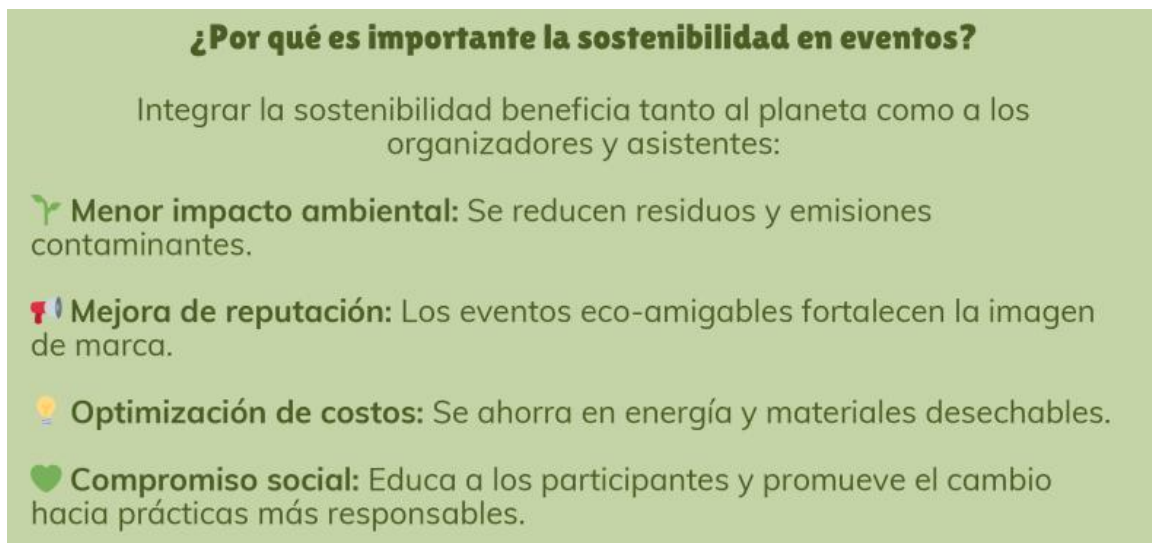 ¿Por qué es importante la sostenibilidad en eventos?
Integrar la sostenibilidad beneficia tanto al planeta como a los
organizadores y asistentes:
🌱 Menor impacto ambiental: Se reducen residuos y emisiones
contaminantes.
📢 Mejora de reputación: Los eventos eco-amigables fortalecen la imagen
de marca.
💡 Optimización de costos: Se ahorra en energía y materiales desechables.
💚 Compromiso social: Educa a los participantes y promueve el cambio
hacia prácticas más responsables.